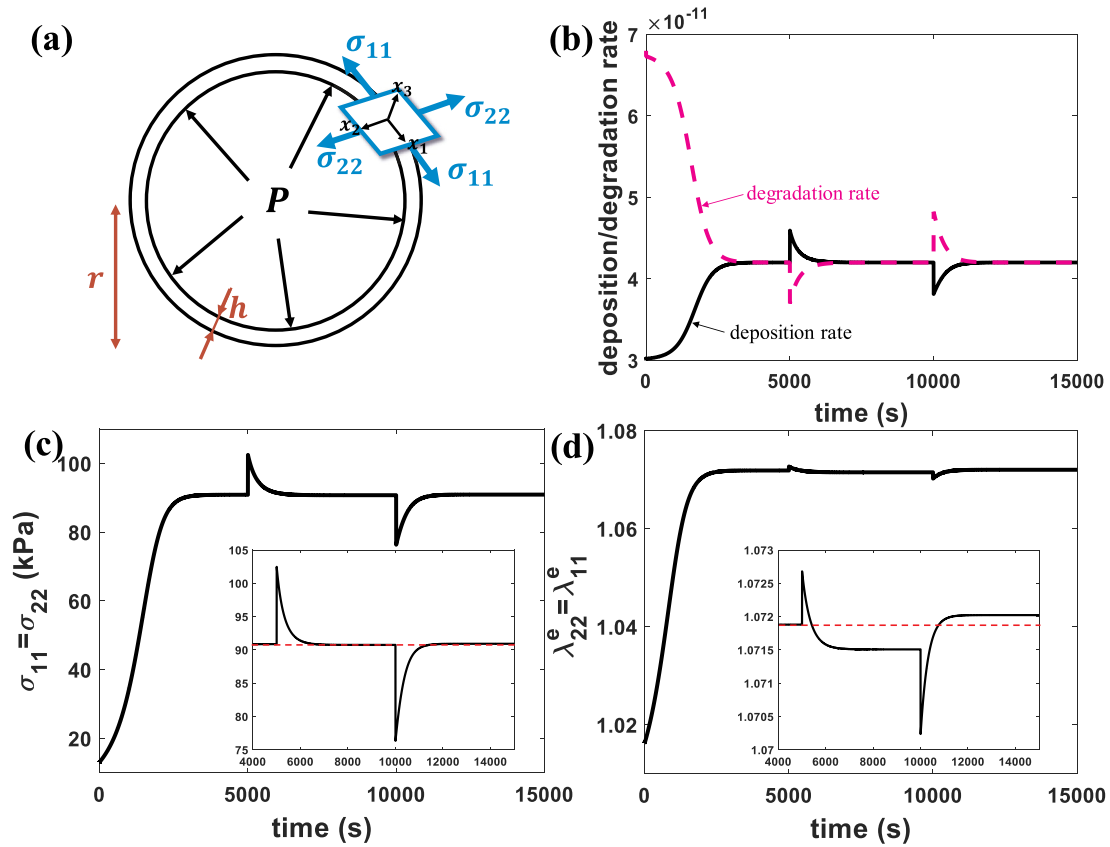 (a)
σ11
x3
σ22
x2
x1
σ22
σ11
P
r
h
(b)
×10-11
deposition/degradation rate
7
6
5
4
3
degradation rate
deposition rate
0 5000 10000 15000
time (s)
(c)
σ11=σ22 (kPa)
100
80
60
40
20
105
100
95
90
85
80
75
4000 6000 8000 10000 12000 14000
0 5000 10000 15000
time (s)
(d)
λe22=λe11
1.08
1.06
1.04
1.02
1.073
1.0725
1.072
1.0715
1.071
1.0705
1.07
4000 6000 8000 10000 12000 14000
0 5000 10000 15000
time (s)